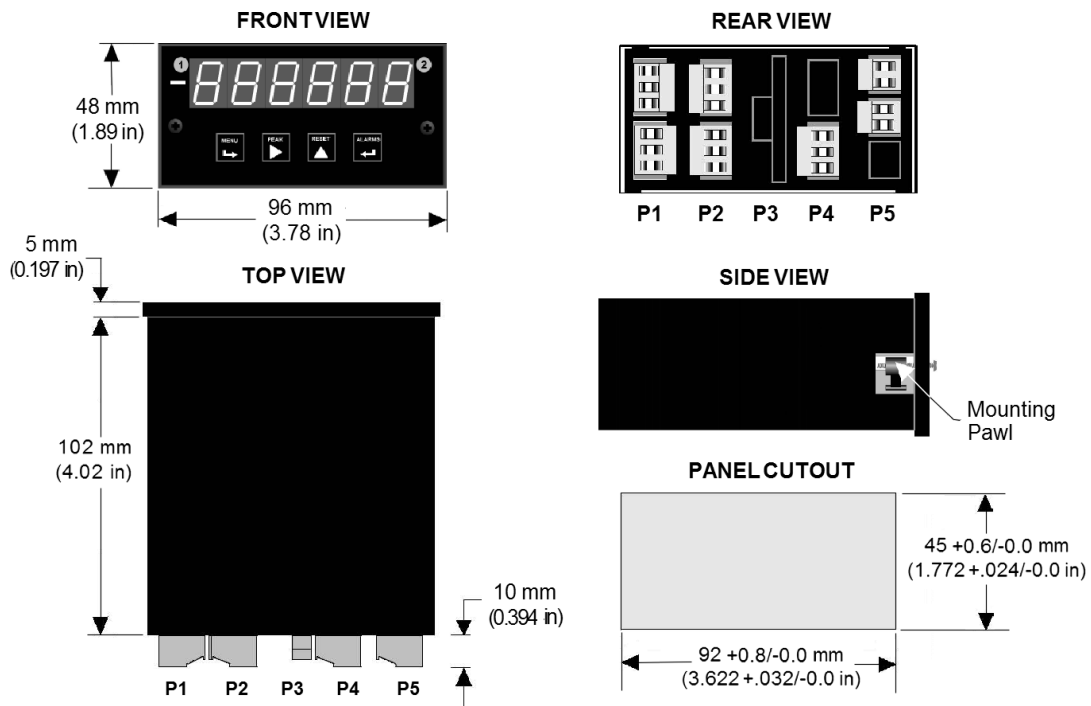 FRONT VIEW
1
2
888888
48 mm
(1.89 in)
MENU
PEAK
RESET
ALARMS
96 mm
(3.78 in)
REAR VIEW
P1 P2 P3 P4 P5
5 mm
(0.197 in)
TOP VIEW
102 mm
(4.02 in)
10 mm
(0.394 in)
P1 P2 P3 P4 P5
SIDE VIEW
Mounting
Pawl
PANEL CUTOUT
45 +0.6/-0.0 mm
(1.772 +.024/-0.0 in)
92 +0.8/-0.0 mm
(3.622 +.032/-0.0 in)